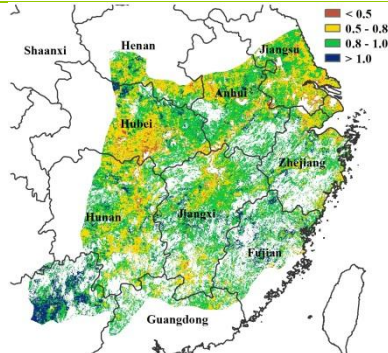 < 0.5
0.5 - 0.8
0.8 - 1.0
> 1.0
Shaanxi
Henan
Jiangsu
Anhui
Hubei
Zhejiang
Hunan
Jiangxi
Fujian
Guangdong